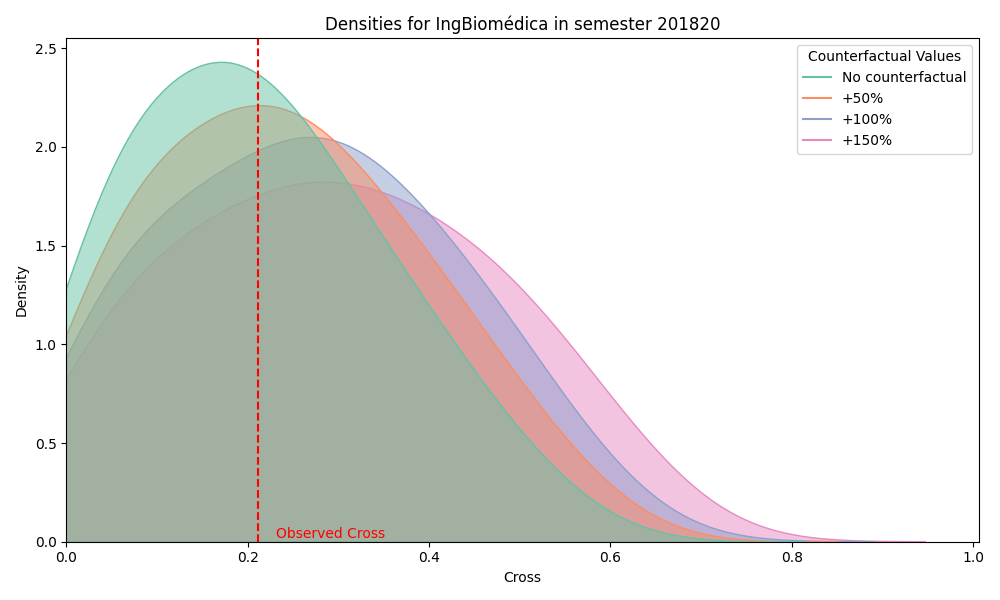 Densities for IngBiomédica in semester 201820
Counterfactual Values
No counterfactual
+50%
+100%
+150%
2.5
2.0
1.5
1.0
0.5
0.0
Density
Observed Cross
0.0 0.2 0.4 0.6 0.8 1.0
Cross